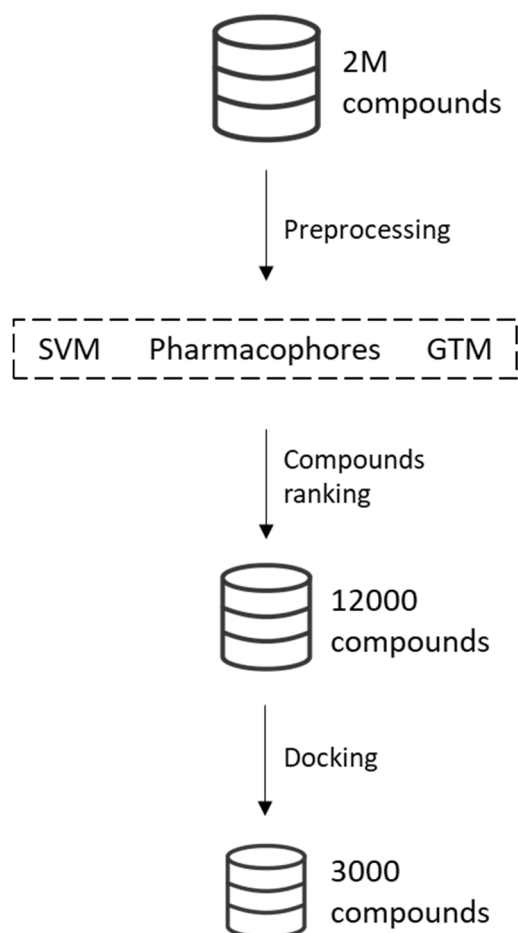 2M
compounds
Preprocessing
SVM Pharmacophores GTM
Compounds
ranking
12000
compounds
Docking
3000
compounds